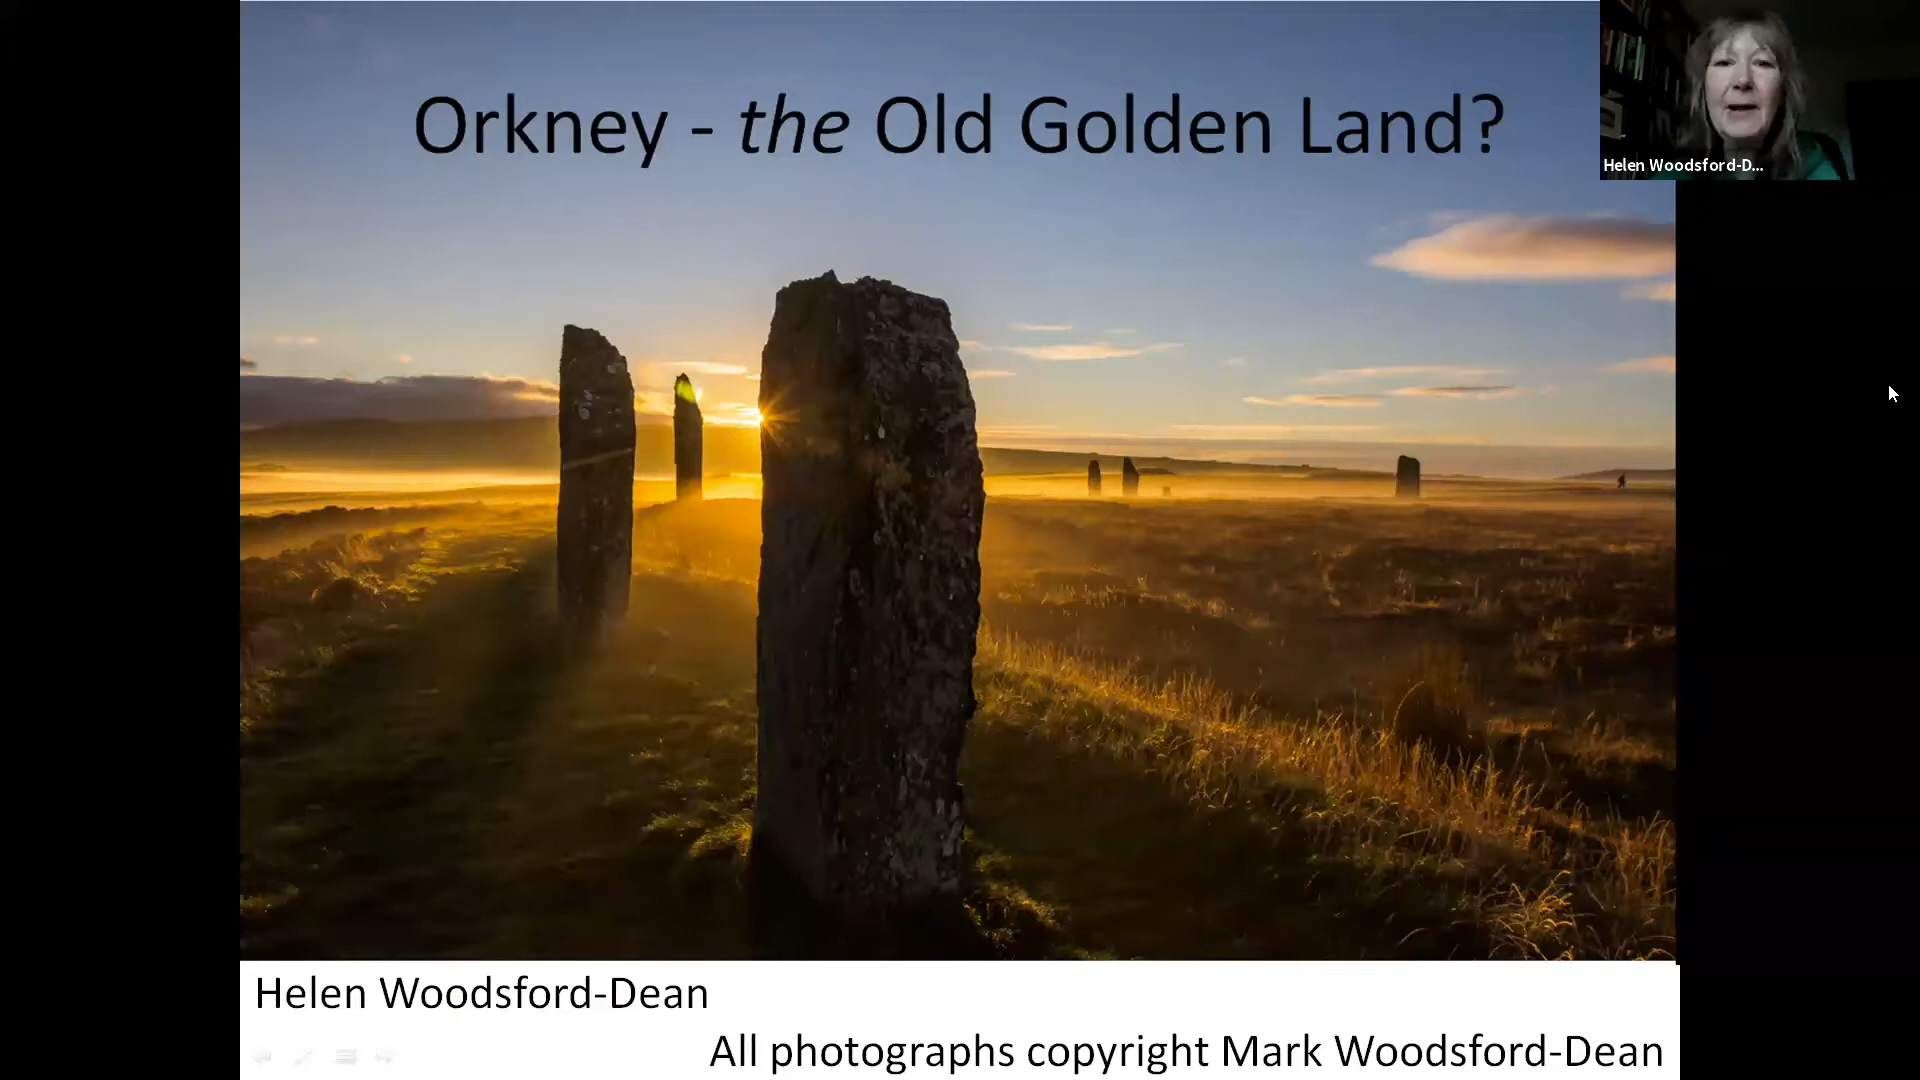 Orkney - the Old Golden Land?
Helen Woodsford-D...
Helen Woodsford-Dean
All photographs copyright Mark Woodsford-Dean